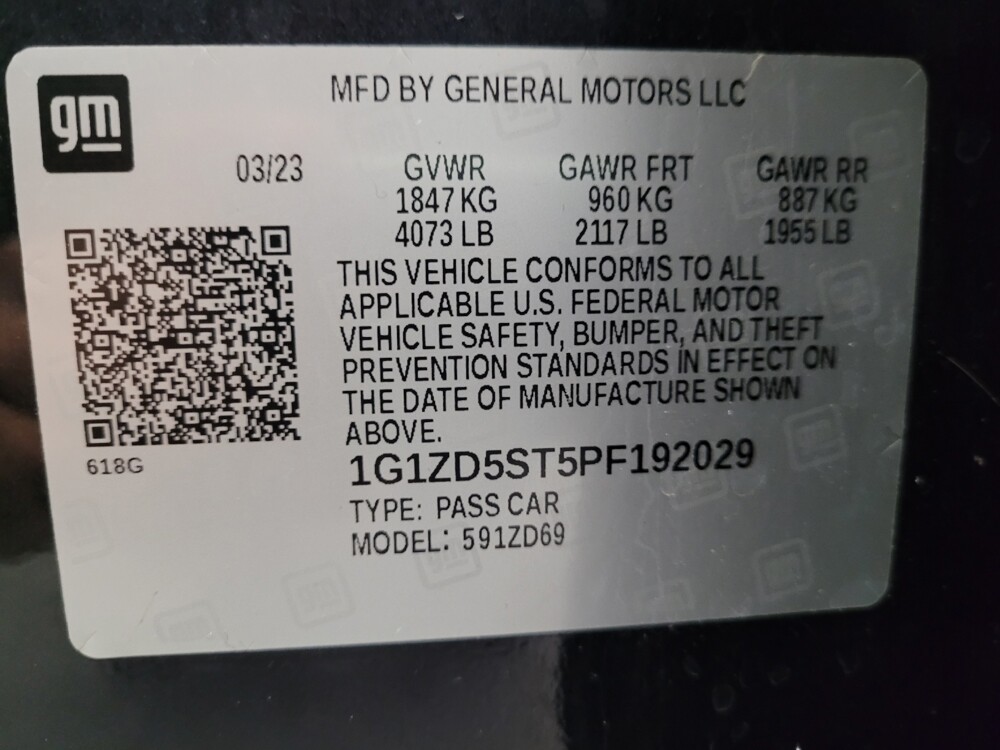 gm
MFD BY GENERAL MOTORS LLC
03/23 GVWR GAWR FRT GAWR RR
1847 KG 960 KG 887 KG
4073 LB 2117 LB 1955 LB
THIS VEHICLE CONFORMS TO ALL
APPLICABLE U.S. FEDERAL MOTOR
VEHICLE SAFETY, BUMPER, AND THEFT
PREVENTION STANDARDS IN EFFECT ON
THE DATE OF MANUFACTURE SHOWN
ABOVE.
618G
1G1ZD5ST5PF192029
TYPE: PASS CAR
MODEL: 591ZD69